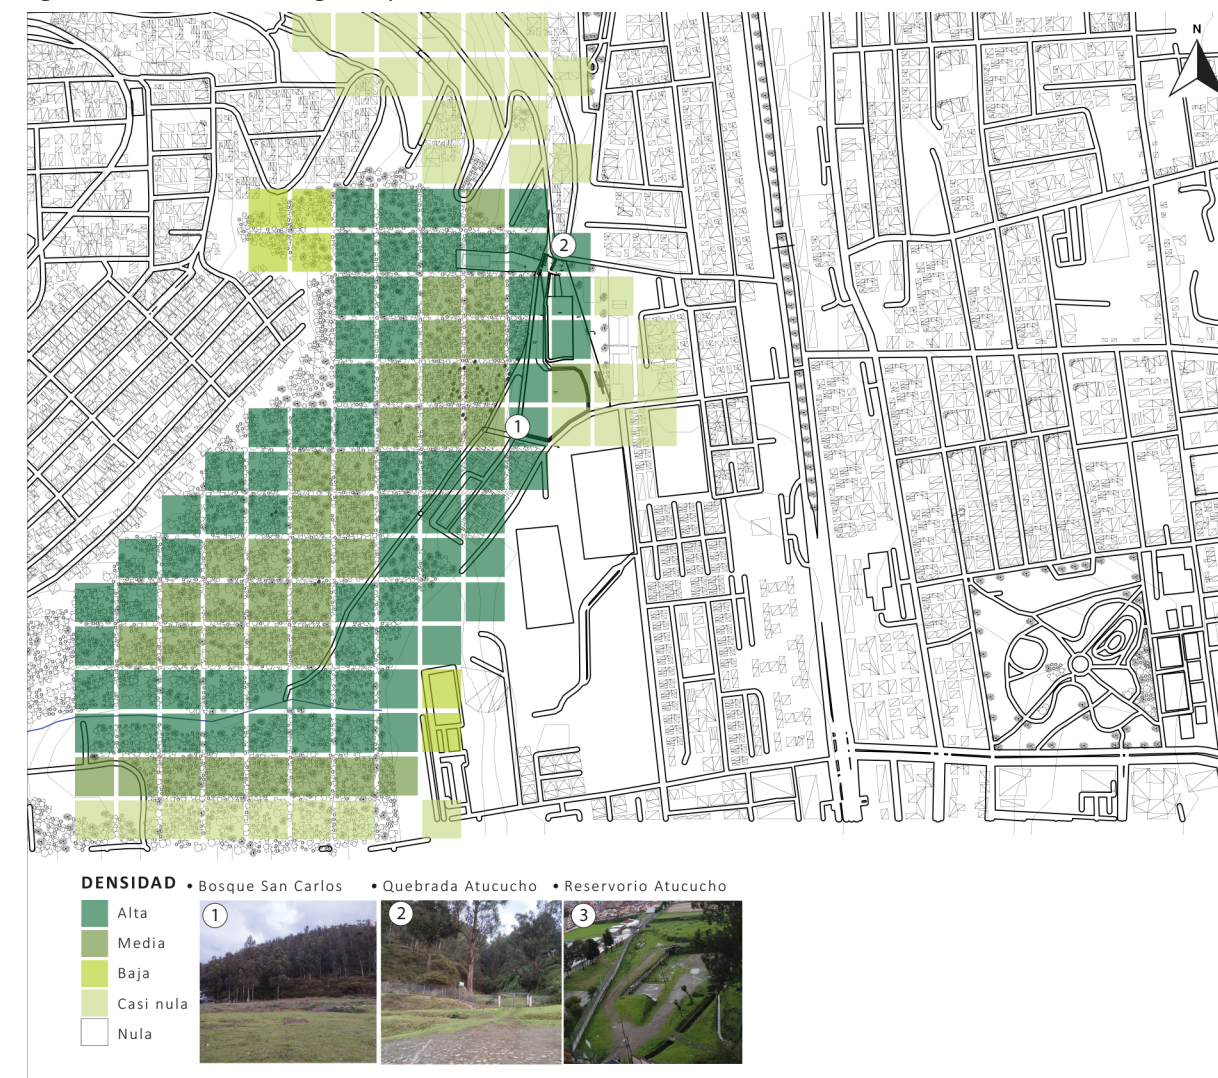 N
2
1
DENSIDAD
• Bosque San Carlos
• Quebrada Atucucho
• Reservorio Atucucho
Alta
Media
Baja
Casi nula
Nula
1
2
3